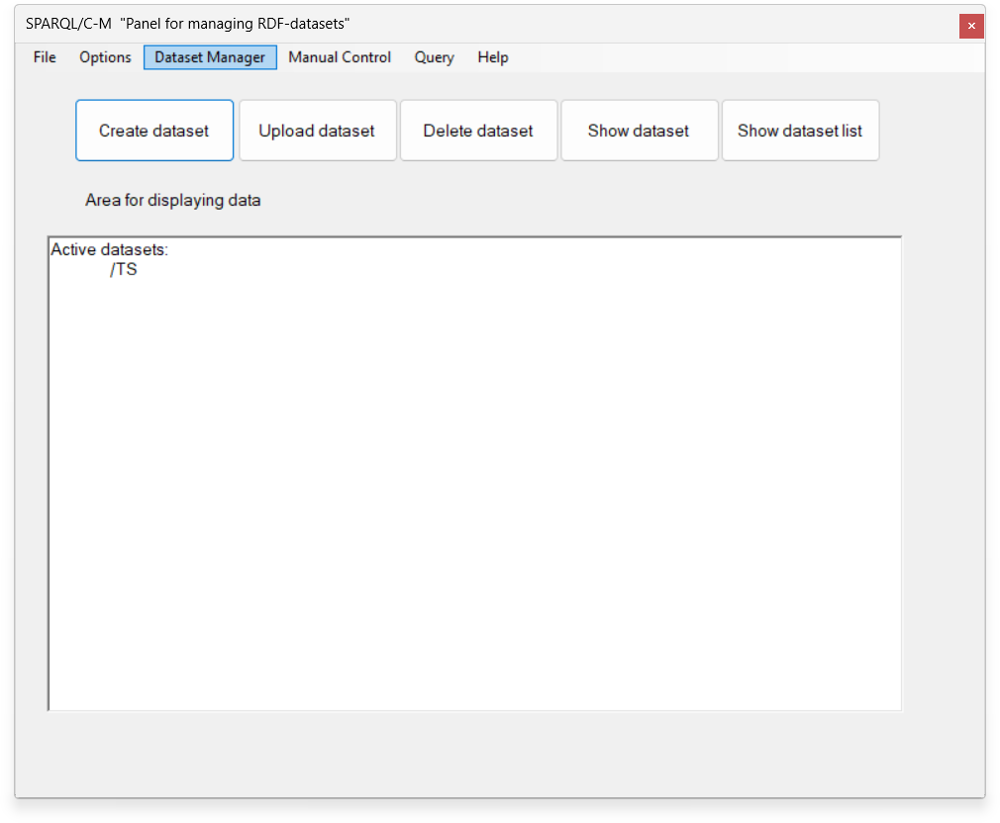 SPARQL/C-M "Panel for managing RDF-datasets"
File Options Dataset Manager Manual Control Query Help
Create dataset Upload dataset Delete dataset Show dataset Show dataset list
Area for displaying data
Active datasets:
/TS